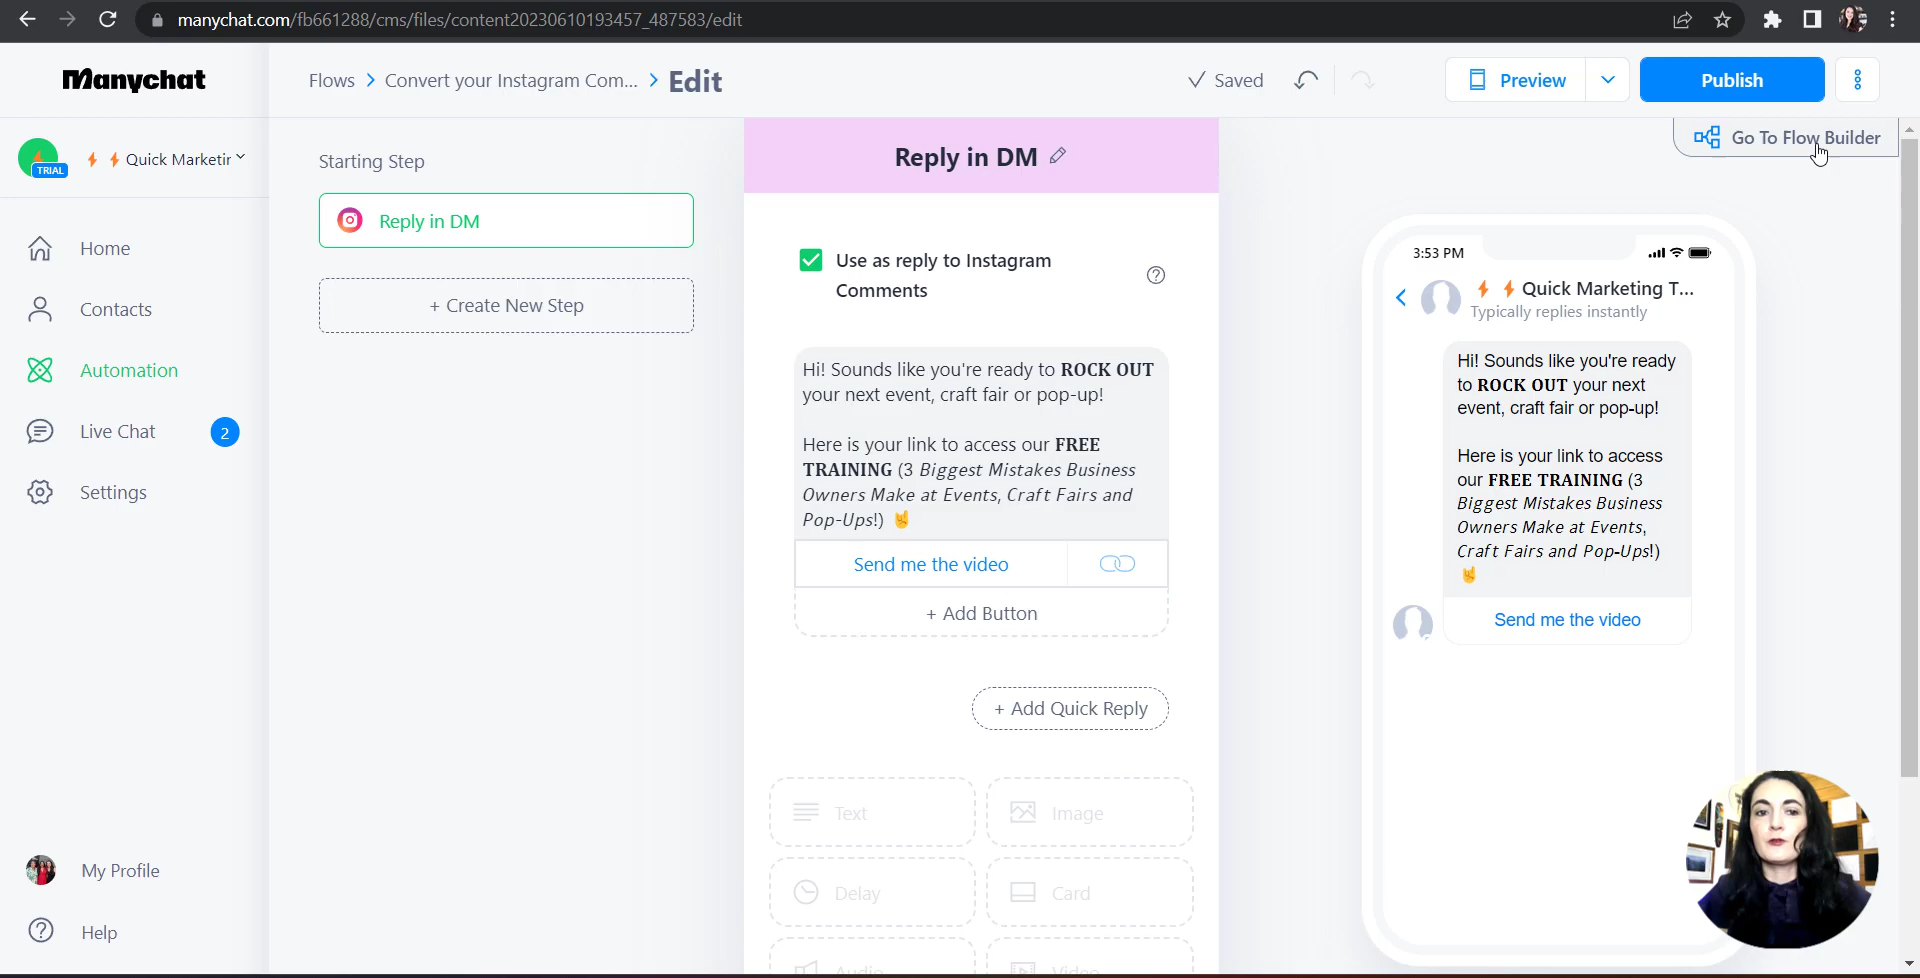 manychat.com/fb661288/cms/files/content20230610193457_487583/edit
Manychat
Flows > Convert your Instagram Com... > Edit
Saved
Preview
Publish
Go To Flow Builder
TRIAL
Quick Marketir
Home
Contacts
Automation
Live Chat
2
Settings
My Profile
Help
Starting Step
Reply in DM
+ Create New Step
Reply in DM
Use as reply to Instagram
Comments
Hi! Sounds like you're ready to ROCK OUT
your next event, craft fair or pop-up!
Here is your link to access our FREE
TRAINING (3 Biggest Mistakes Business
Owners Make at Events, Craft Fairs and
Pop-Ups!) 🤘
Send me the video
+ Add Button
+ Add Quick Reply
Text
Image
Delay
Card
Audio
Video
3:53 PM
Quick Marketing T...
Typically replies instantly
Hi! Sounds like you're ready
to ROCK OUT your next
event, craft fair or pop-up!
Here is your link to access
our FREE TRAINING (3
Biggest Mistakes Business
Owners Make at Events,
Craft Fairs and Pop-Ups!)
🤘
Send me the video